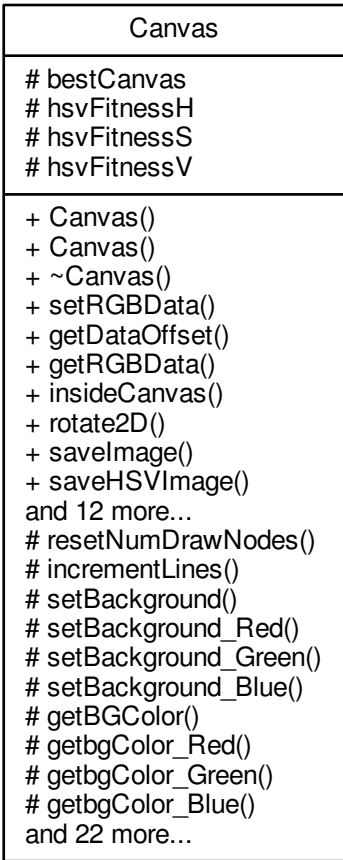 Canvas
# bestCanvas
# hsvFitnessH
# hsvFitnessS
# hsvFitnessV
+ Canvas()
+ Canvas()
+ ~Canvas()
+ setRGBData()
+ getDataOffset()
+ getRGBData()
+ insideCanvas()
+ rotate2D()
+ saveImage()
+ saveHSVImage()
and 12 more...
# resetNumDrawNodes()
# incrementLines()
# setBackground()
# setBackground_Red()
# setBackground_Green()
# setBackground_Blue()
# getBGColor()
# getbgColor_Red()
# getbgColor_Green()
# getbgColor_Blue()
and 22 more...